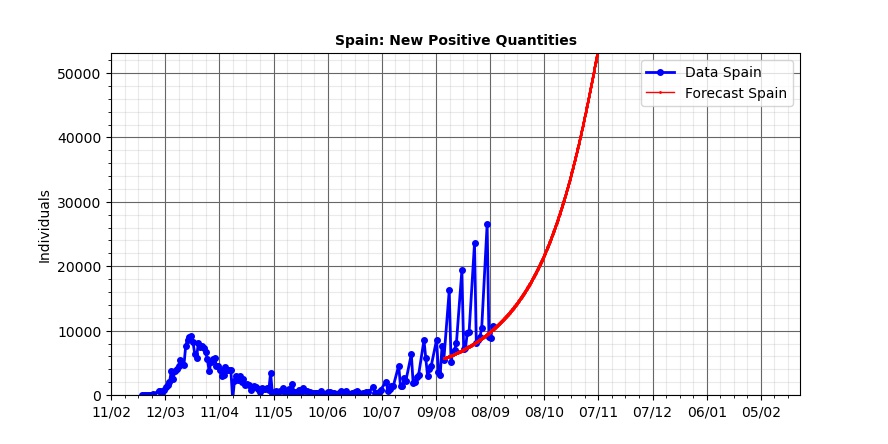 Spain: New Positive Quantities
Data Spain
Forecast Spain
Individuals
50000
40000
30000
20000
10000
0
11/02 12/03 11/04 11/05 10/06 10/07 09/08 08/09 08/10 07/11 07/12 06/01 05/02